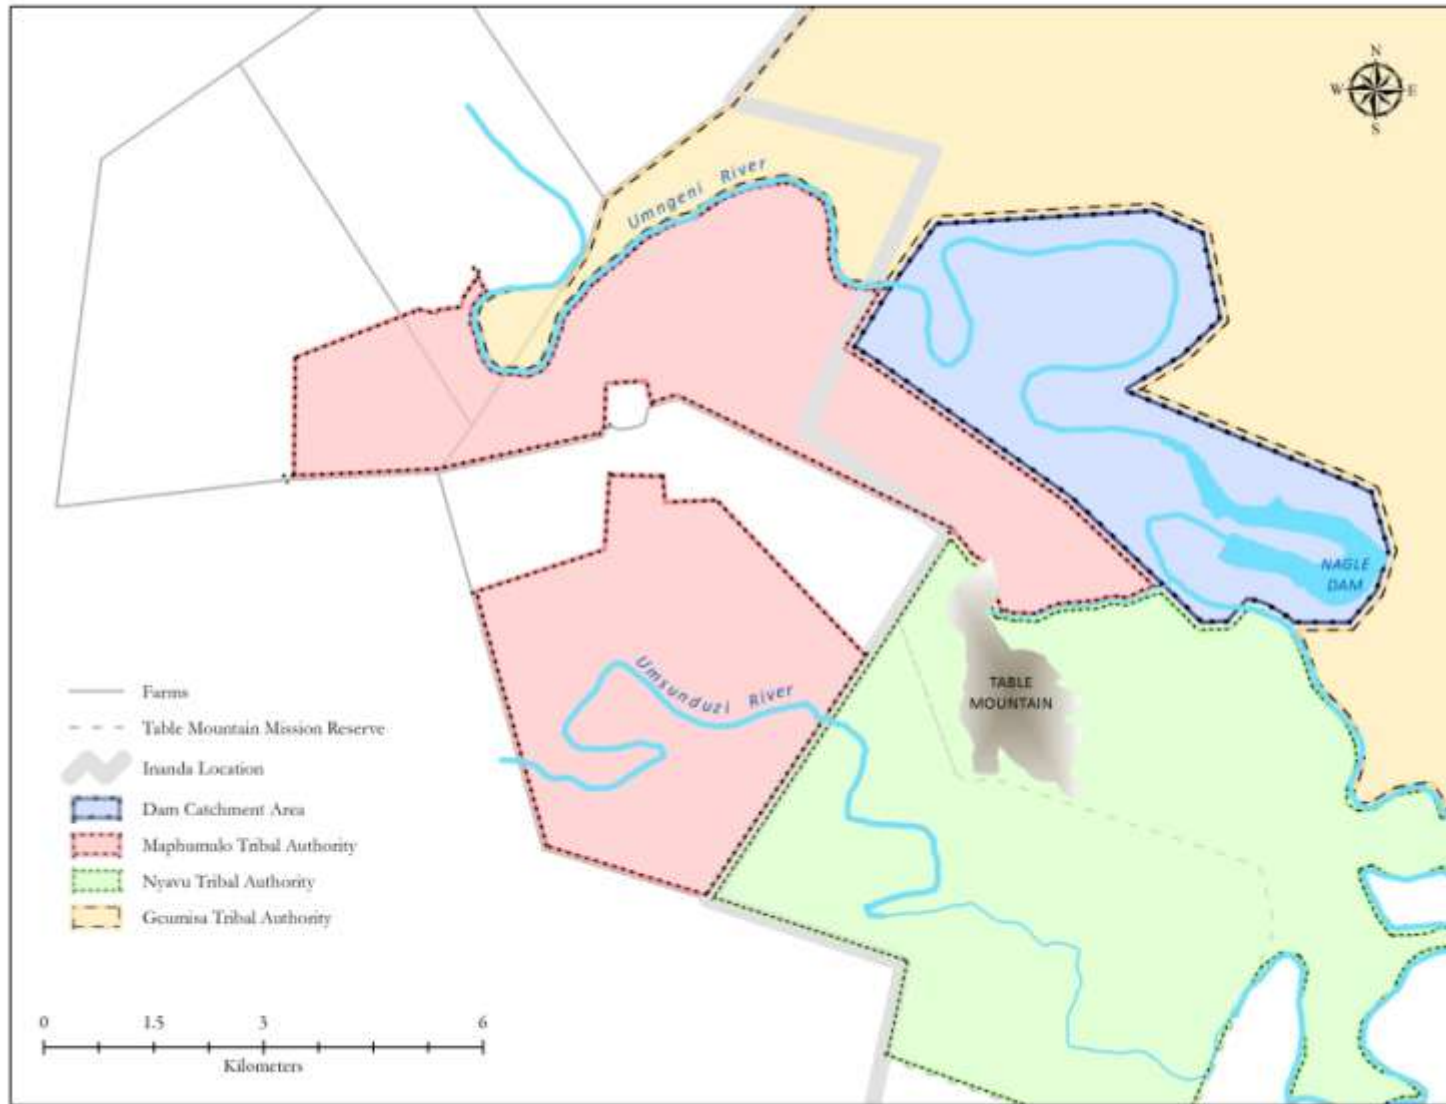 N
W E
S
Umngeni River
NAGLE
DAM
Umsunduzi River
TABLE
MOUNTAIN
Farms
Table Mountain Mission Reserve
Inanda Location
Dam Catchment Area
Maphumulo Tribal Authority
Nyavu Tribal Authority
Gcumisa Tribal Authority
0 1.5 3 6
Kilometers